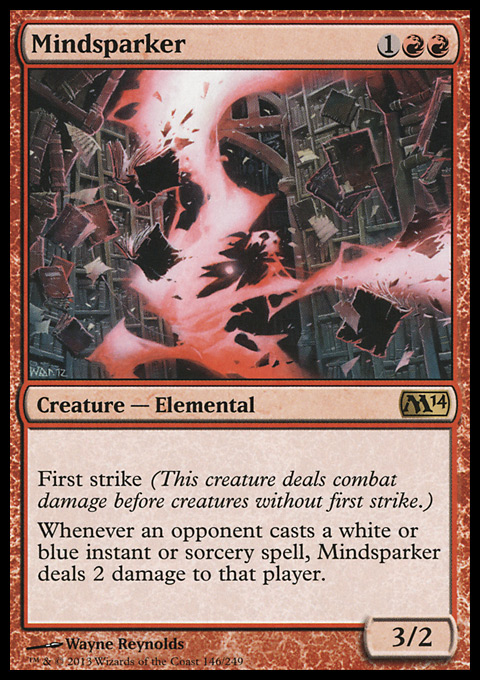 Mindsparker 1
Creature — Elemental M14
First strike (This creature deals combat
damage before creatures without first strike.)
Whenever an opponent casts a white or
blue instant or sorcery spell, Mindsparker
deals 2 damage to that player.
3/2
Wayne Reynolds
™ & © 2013 Wizards of the Coast 146/249